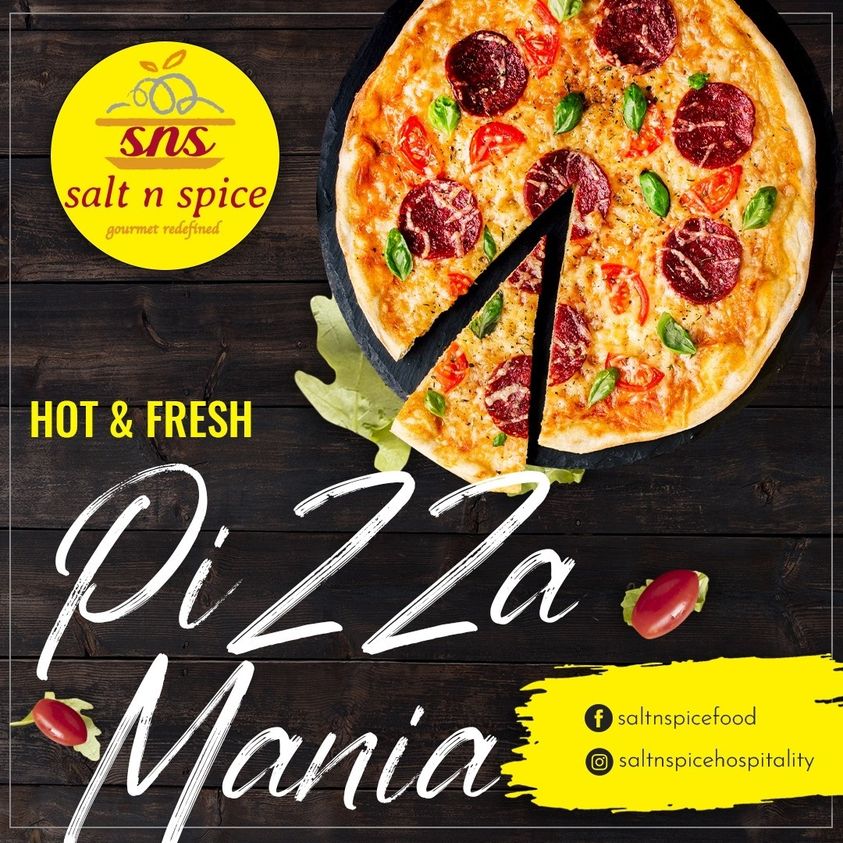 sns
salt n spice
gourmet redefined
HOT & FRESH
PiZZa
Mania
saltnspicefood
saltnspicehospitality